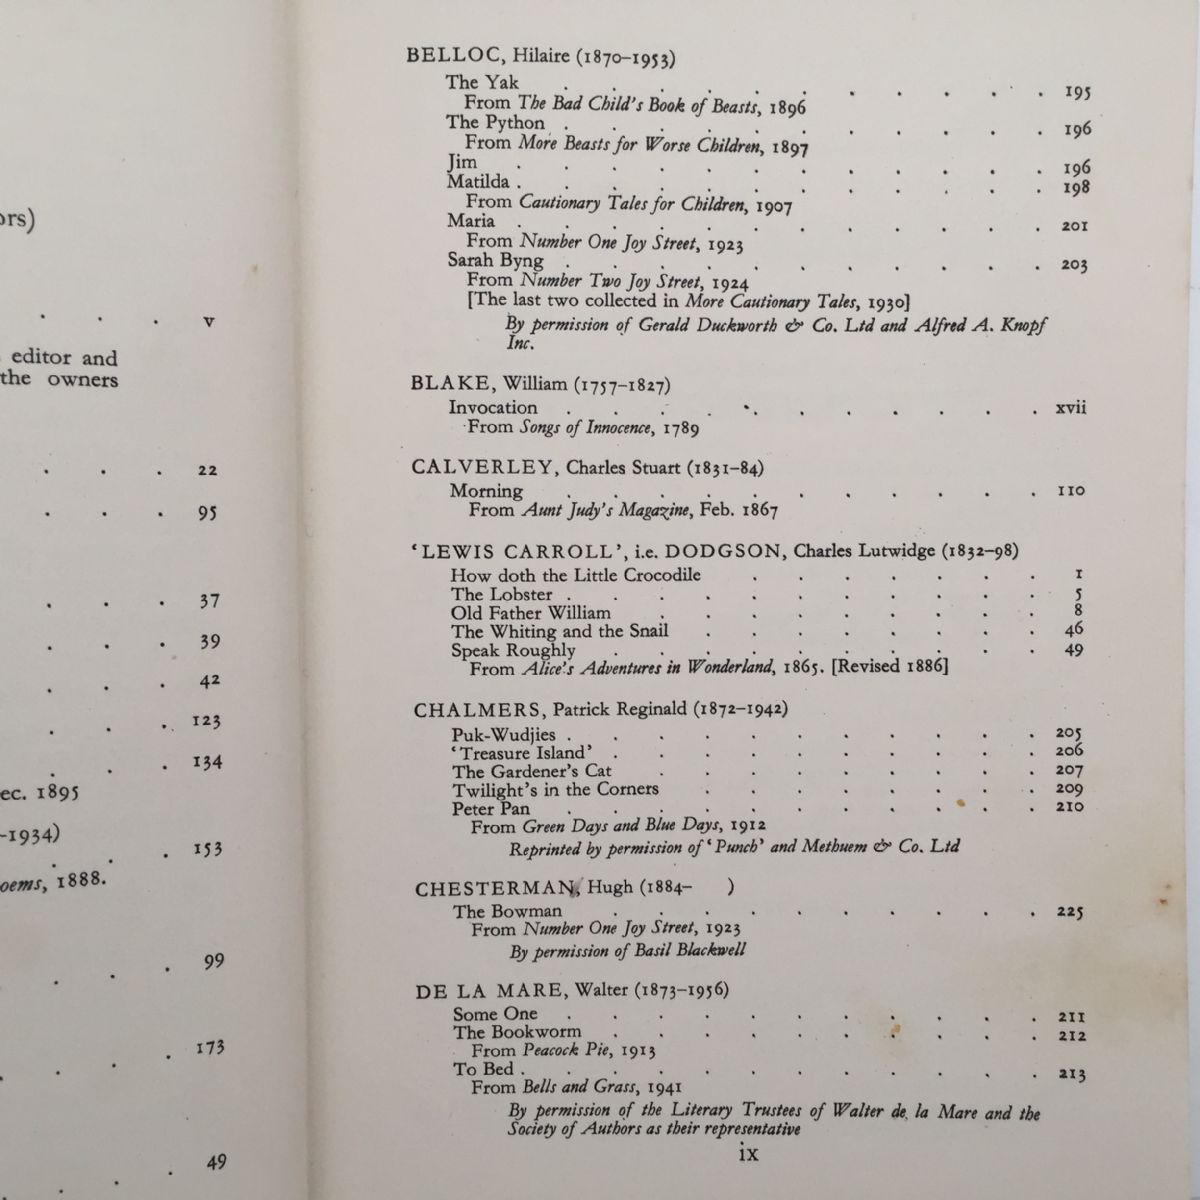 ors)
v
editor and
the owners
22
95
37
39
42
123
134
ec. 1895
-1934)
153
oems, 1888.
99
173
49
BELLOC, Hilaire (1870–1953)
The Yak . . . . . . . . . . . 195
From The Bad Child's Book of Beasts, 1896
The Python . . . . . . . . . . . 196
From More Beasts for Worse Children, 1897
Jim . . . . . . . . . . . . 196
Matilda . . . . . . . . . . . . 198
From Cautionary Tales for Children, 1907
Maria . . . . . . . . . . . . 201
From Number One Joy Street, 1923
Sarah Byng . . . . . . . . . . . 203
From Number Two Joy Street, 1924
[The last two collected in More Cautionary Tales, 1930]
By permission of Gerald Duckworth & Co. Ltd and Alfred A. Knopf
Inc.
BLAKE, William (1757–1827)
Invocation . . . . . . . . . . . xvii
From Songs of Innocence, 1789
CALVERLEY, Charles Stuart (1831–84)
Morning . . . . . . . . . . . 110
From Aunt Judy's Magazine, Feb. 1867
'LEWIS CARROLL', i.e. DODGSON, Charles Lutwidge (1832–98)
How doth the Little Crocodile . . . . . . . 1
The Lobster . . . . . . . . . . . 5
Old Father William . . . . . . . . . 8
The Whiting and the Snail . . . . . . . . 46
Speak Roughly . . . . . . . . . . 49
From Alice's Adventures in Wonderland, 1865. [Revised 1886]
CHALMERS, Patrick Reginald (1872–1942)
Puk-Wudjies . . . . . . . . . . . 205
'Treasure Island' . . . . . . . . . . 206
The Gardener's Cat . . . . . . . . . 207
Twilight's in the Corners . . . . . . . . 209
Peter Pan . . . . . . . . . . . 210
From Green Days and Blue Days, 1912
Reprinted by permission of 'Punch' and Methuem & Co. Ltd
CHESTERMAN, Hugh (1884– )
The Bowman . . . . . . . . . . 225
From Number One Joy Street, 1923
By permission of Basil Blackwell
DE LA MARE, Walter (1873–1956)
Some One . . . . . . . . . . . 211
The Bookworm . . . . . . . . . . 212
From Peacock Pie, 1913
To Bed . . . . . . . . . . . . 213
From Bells and Grass, 1941
By permission of the Literary Trustees of Walter de la Mare and the
Society of Authors as their representative
ix